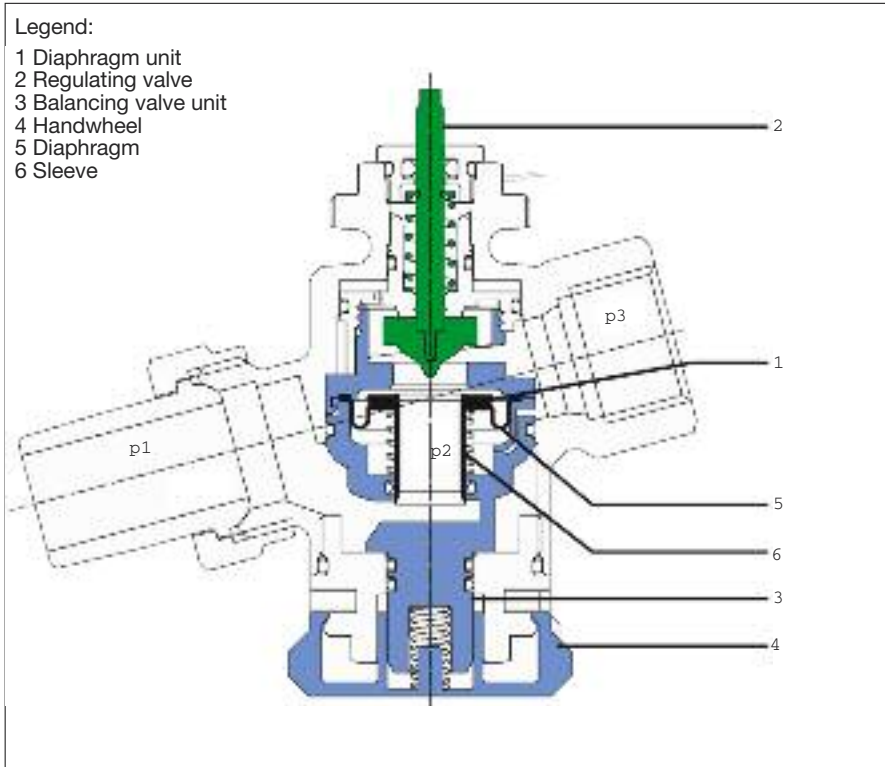 Legend:
1 Diaphragm unit
2 Regulating valve
3 Balancing valve unit
4 Handwheel
5 Diaphragm
6 Sleeve
2
p3
1
p1
p2
5
6
3
4